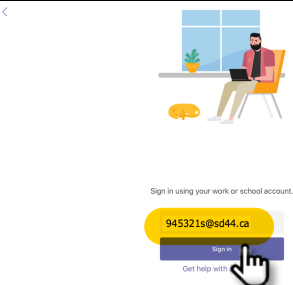 Sign in using your work or school account.
945321s@sd44.ca
Sign in
Get help with